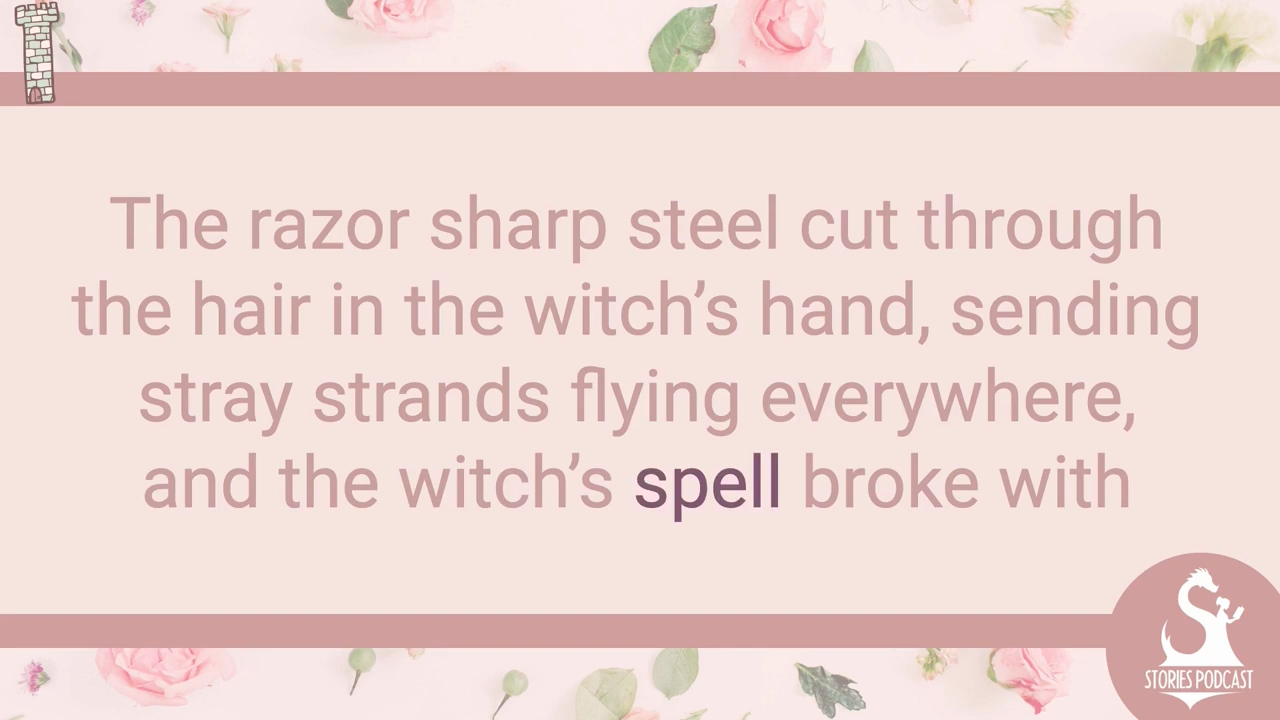 The razor sharp steel cut through
the hair in the witch’s hand, sending
stray strands flying everywhere,
and the witch’s spell broke with
STORIES PODCAST